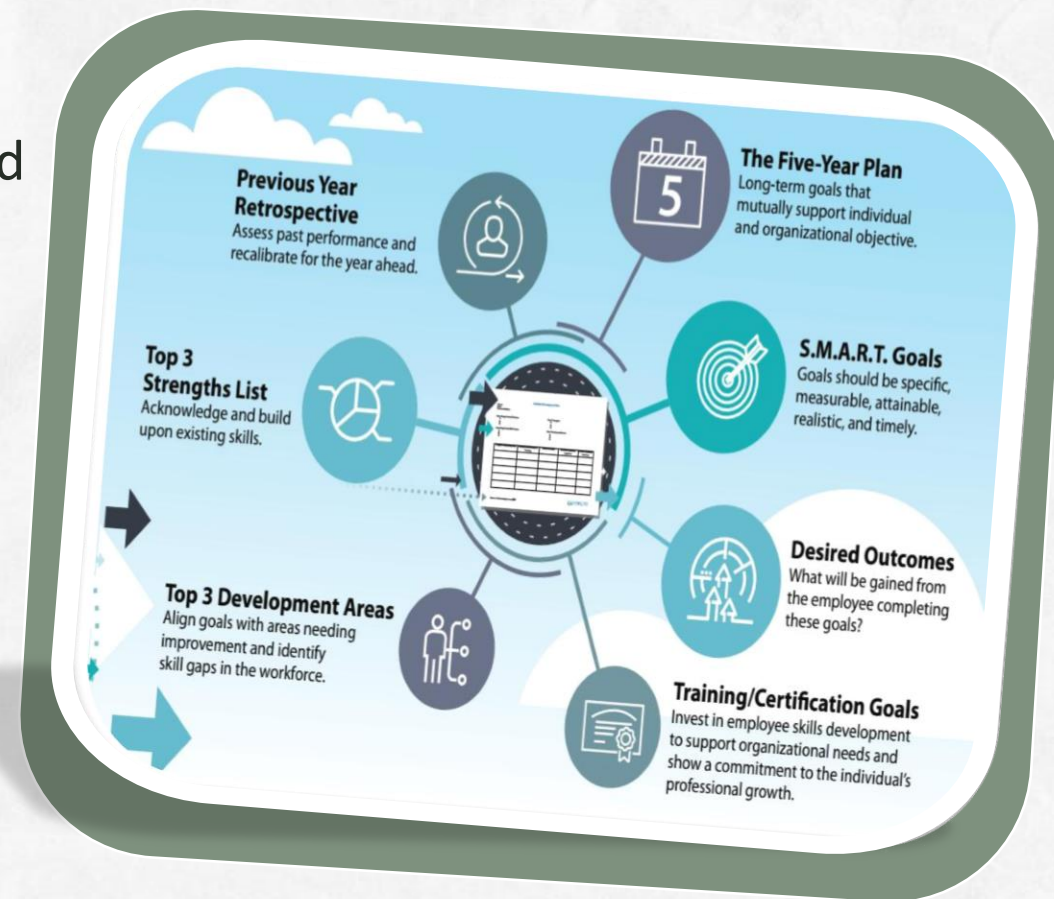 d
Previous Year
Retrospective
Assess past performance and
recalibrate for the year ahead.
5
The Five-Year Plan
Long-term goals that
mutually support individual
and organizational objective.
Top 3
Strengths List
Acknowledge and build
upon existing skills.
S.M.A.R.T. Goals
Goals should be specific,
measurable, attainable,
realistic, and timely.
Top 3 Development Areas
Align goals with areas needing
improvement and identify
skill gaps in the workforce.
Desired Outcomes
What will be gained from
the employee completing
these goals?
Training/Certification Goals
Invest in employee skills development
to support organizational needs and
show a commitment to the individual's
professional growth.